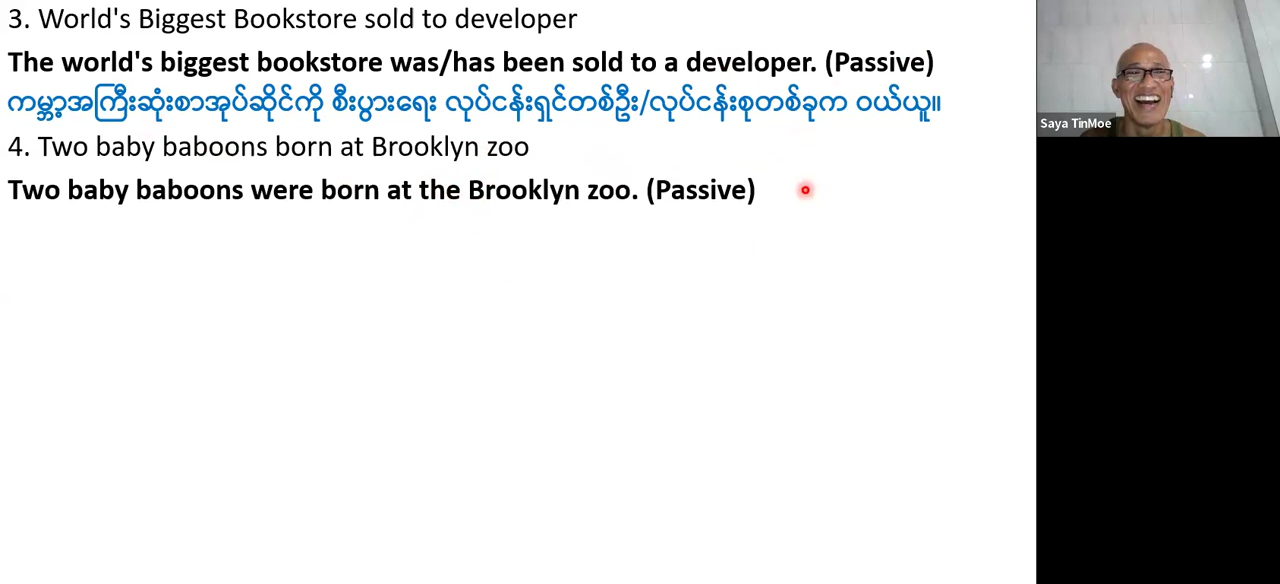 3. World's Biggest Bookstore sold to developer
The world's biggest bookstore was/has been sold to a developer. (Passive)
ကမ္ဘာ့အကြီးဆုံးစာအုပ်ဆိုင်ကို စီးပွားရေး လုပ်ငန်းရှင်တစ်ဦး/လုပ်ငန်းစုတစ်ခုက ဝယ်ယူ။
4. Two baby baboons born at Brooklyn zoo
Two baby baboons were born at the Brooklyn zoo. (Passive)
Saya TinMoe